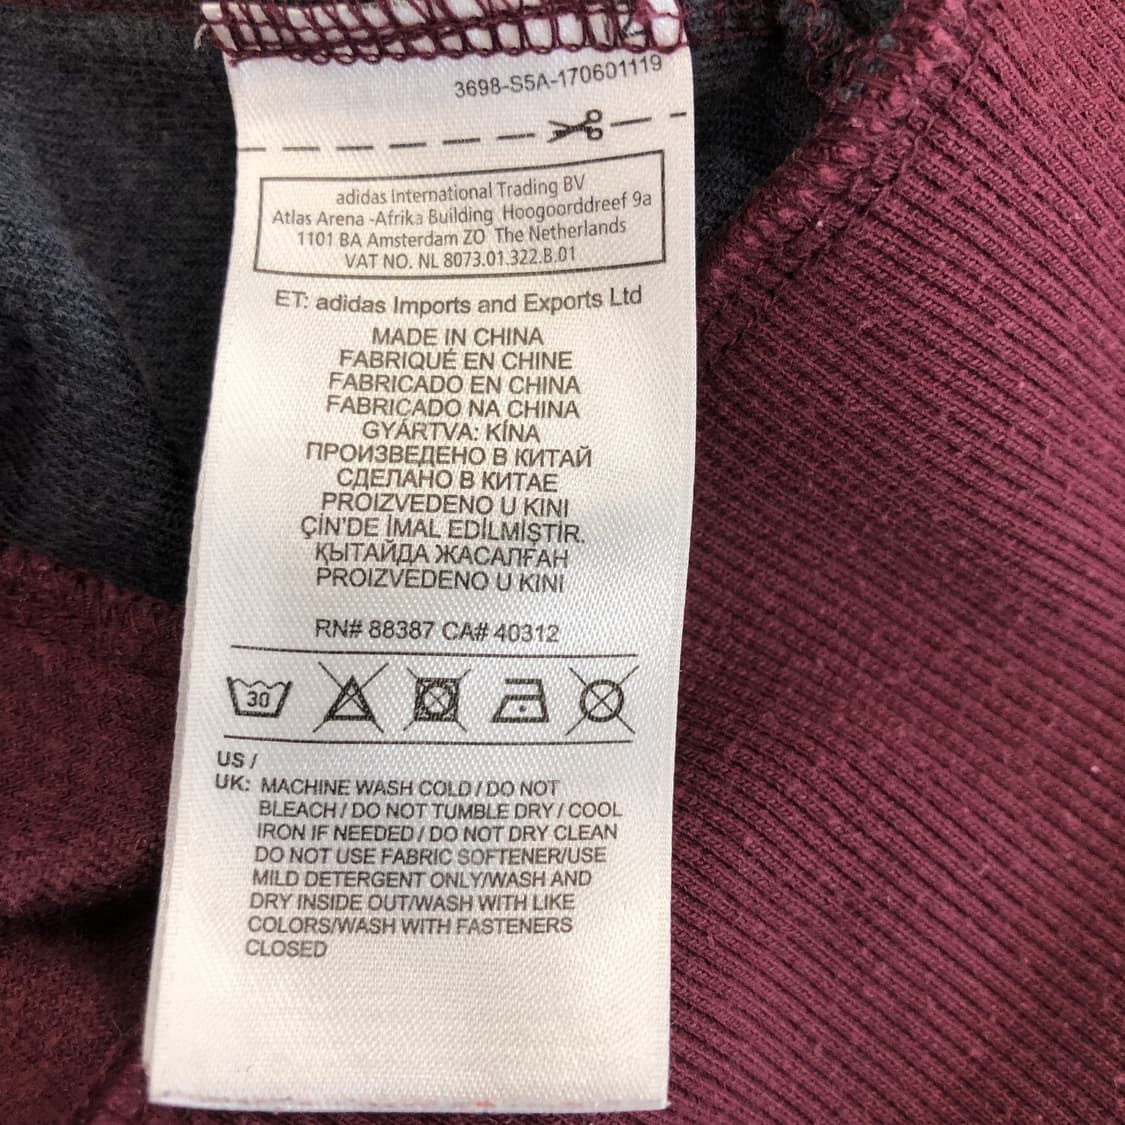 3698-S5A-170601119
adidas International Trading BV
Atlas Arena -Afrika Building Hoogoorddreef 9a
1101 BA Amsterdam ZO The Netherlands
VAT NO. NL 8073.01.322.B.01
ET: adidas Imports and Exports Ltd
MADE IN CHINA
FABRIQUÉ EN CHINE
FABRICADO EN CHINA
FABRICADO NA CHINA
GYÁRTVA: KÍNA
ПРОИЗВЕДЕНО В КИТАЙ
СДЕЛАНО В КИТАЕ
PROIZVEDENO U KINI
ÇİN'DE İMAL EDİLMİŞTİR.
ҚЫТАЙДА ЖАСАЛҒАН
PROIZVEDENO U KINI
RN# 88387 CA# 40312
30
US /
UK: MACHINE WASH COLD / DO NOT
BLEACH / DO NOT TUMBLE DRY / COOL
IRON IF NEEDED / DO NOT DRY CLEAN
DO NOT USE FABRIC SOFTENER/USE
MILD DETERGENT ONLY/WASH AND
DRY INSIDE OUT/WASH WITH LIKE
COLORS/WASH WITH FASTENERS
CLOSED